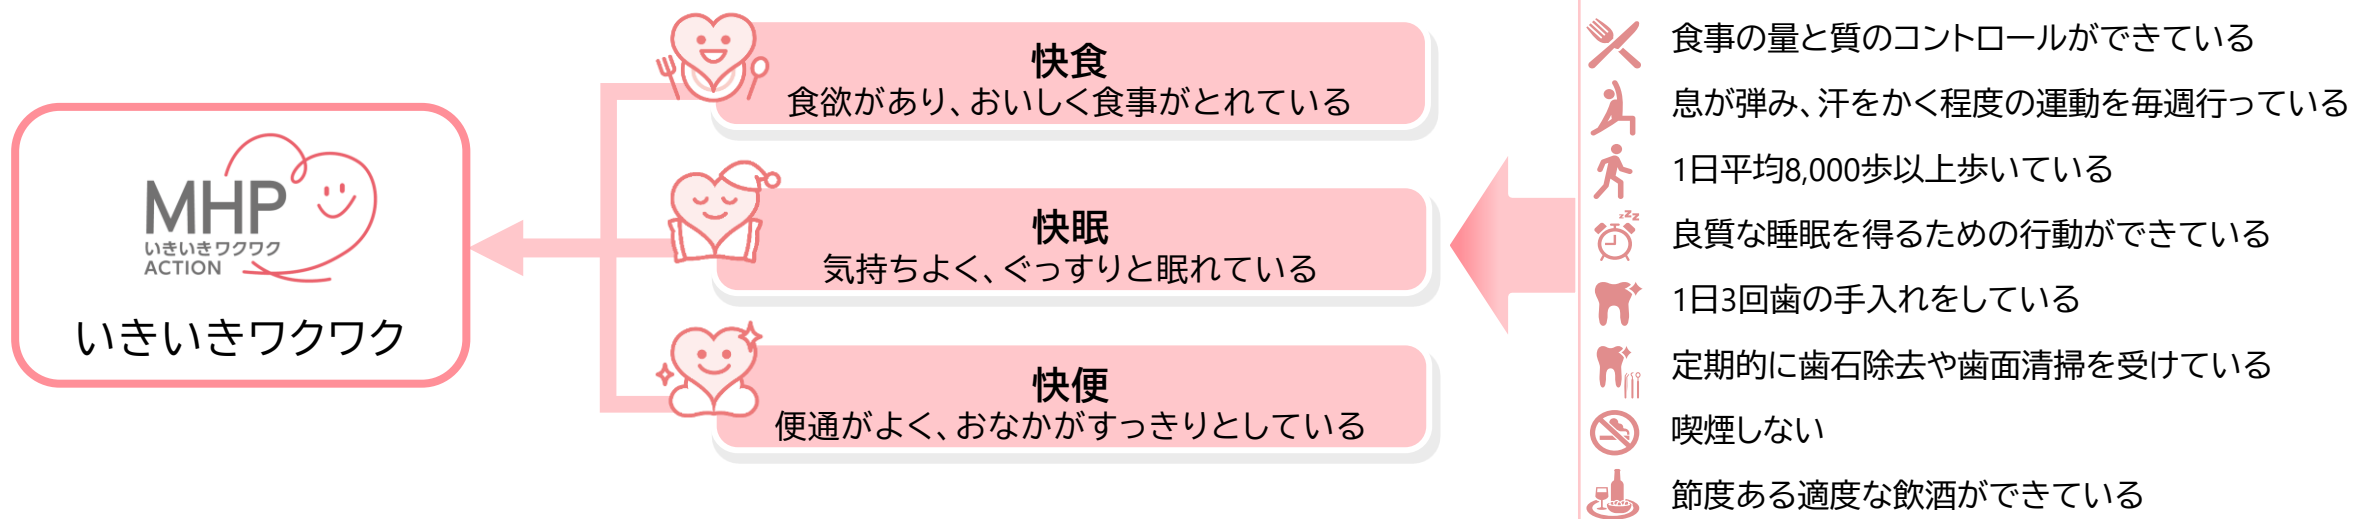 MHP
いきいきワクワク
ACTION
いきいきワクワク
快食
食欲があり、おいしく食事がとれている
快眠
気持ちよく、ぐっすりと眠れている
快便
便通がよく、おなかがすっきりとしている
食事の量と質のコントロールができている
息が弾み、汗をかく程度の運動を毎週行っている
1日平均8,000歩以上歩いている
zzz
良質な睡眠を得るための行動ができている
1日3回歯の手入れをしている
定期的に歯石除去や歯面清掃を受けている
喫煙しない
節度ある適度な飲酒ができている